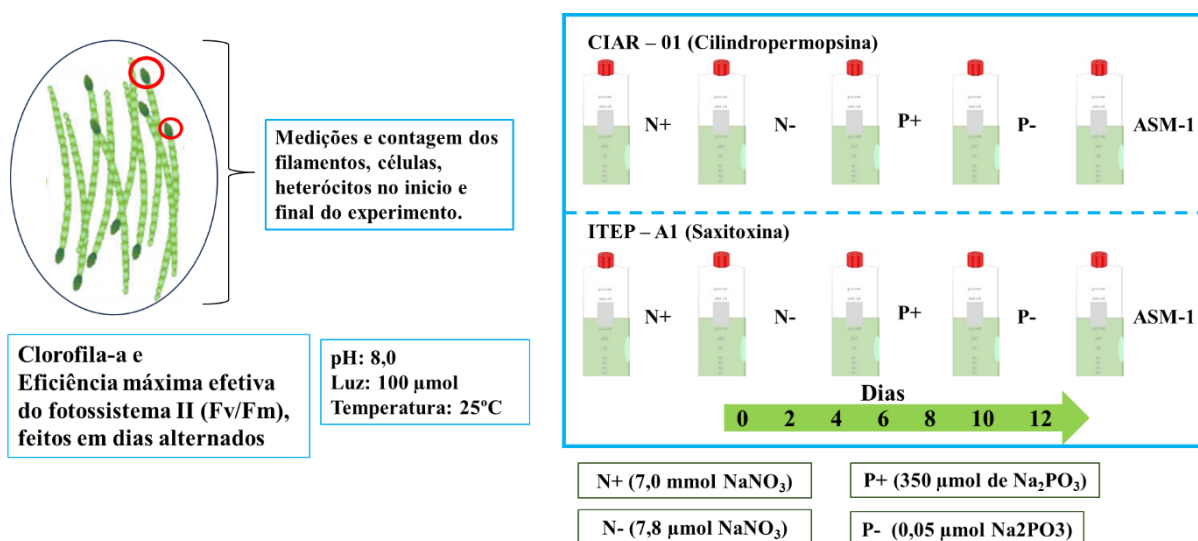 Medições e contagem dos
filamentos, células,
heterócitos no inicio e
final do experimento.
Clorofila-a e
Eficiência máxima efetiva
do fotossistema II (Fv/Fm),
feitos em dias alternados
pH: 8,0
Luz: 100 µmol
Temperatura: 25ºC
CIAR – 01 (Cilindropermopsina)
N+ N- P+ P- ASM-1
ITEP – A1 (Saxitoxina)
N+ N- P+ P- ASM-1
Dias
0 2 4 6 8 10 12
N+ (7,0 mmol NaNO₃)
P+ (350 µmol de Na₂PO₃)
N- (7,8 µmol NaNO₃)
P- (0,05 µmol Na2PO3)